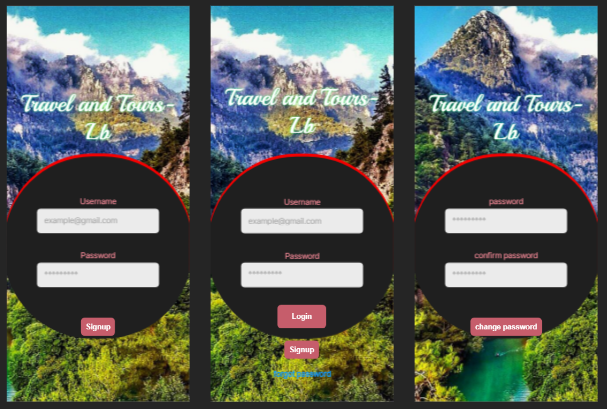 Travel and Tours-
Lb
Username
example@gmail.com
Password
*********
Signup
Travel and Tours-
Lb
Username
example@gmail.com
Password
*********
Login
Signup
forget password
Travel and Tours-
Lb
password
*********
confirm password
*********
change password